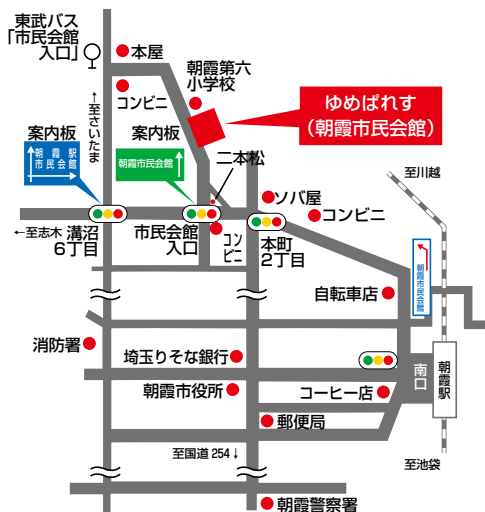 東武バス
「市民会館
入口」
本屋
コンビニ
朝霞第六
小学校
ゆめぱれす
(朝霞市民会館)
←至さいたま
案内板
朝霞駅
市民会館
案内板
朝霞市民会館
二本松
ソバ屋
コンビニ
至川越
←至志木
溝沼
6丁目
市民会館
入口
コンビニ
本町
2丁目
朝霞市民会館
自転車店
消防署
埼玉りそな銀行
朝霞市役所
コーヒー店
南口
朝霞駅
郵便局
至国道254↓
至池袋
朝霞警察署